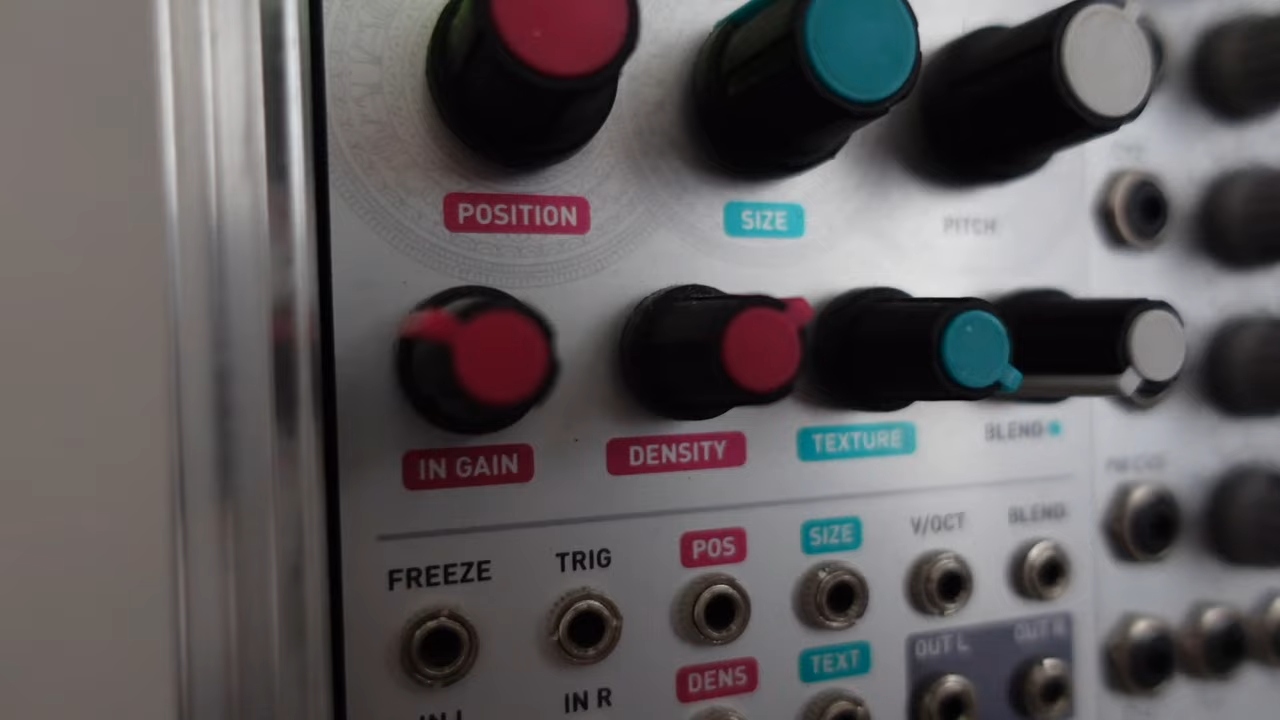 POSITION
SIZE
PITCH
IN GAIN
DENSITY
TEXTURE
BLEND
FREEZE
TRIG
POS
SIZE
V/OCT
BLEND
IN R
DENS
TEXT
OUT L
OUT R
IN L